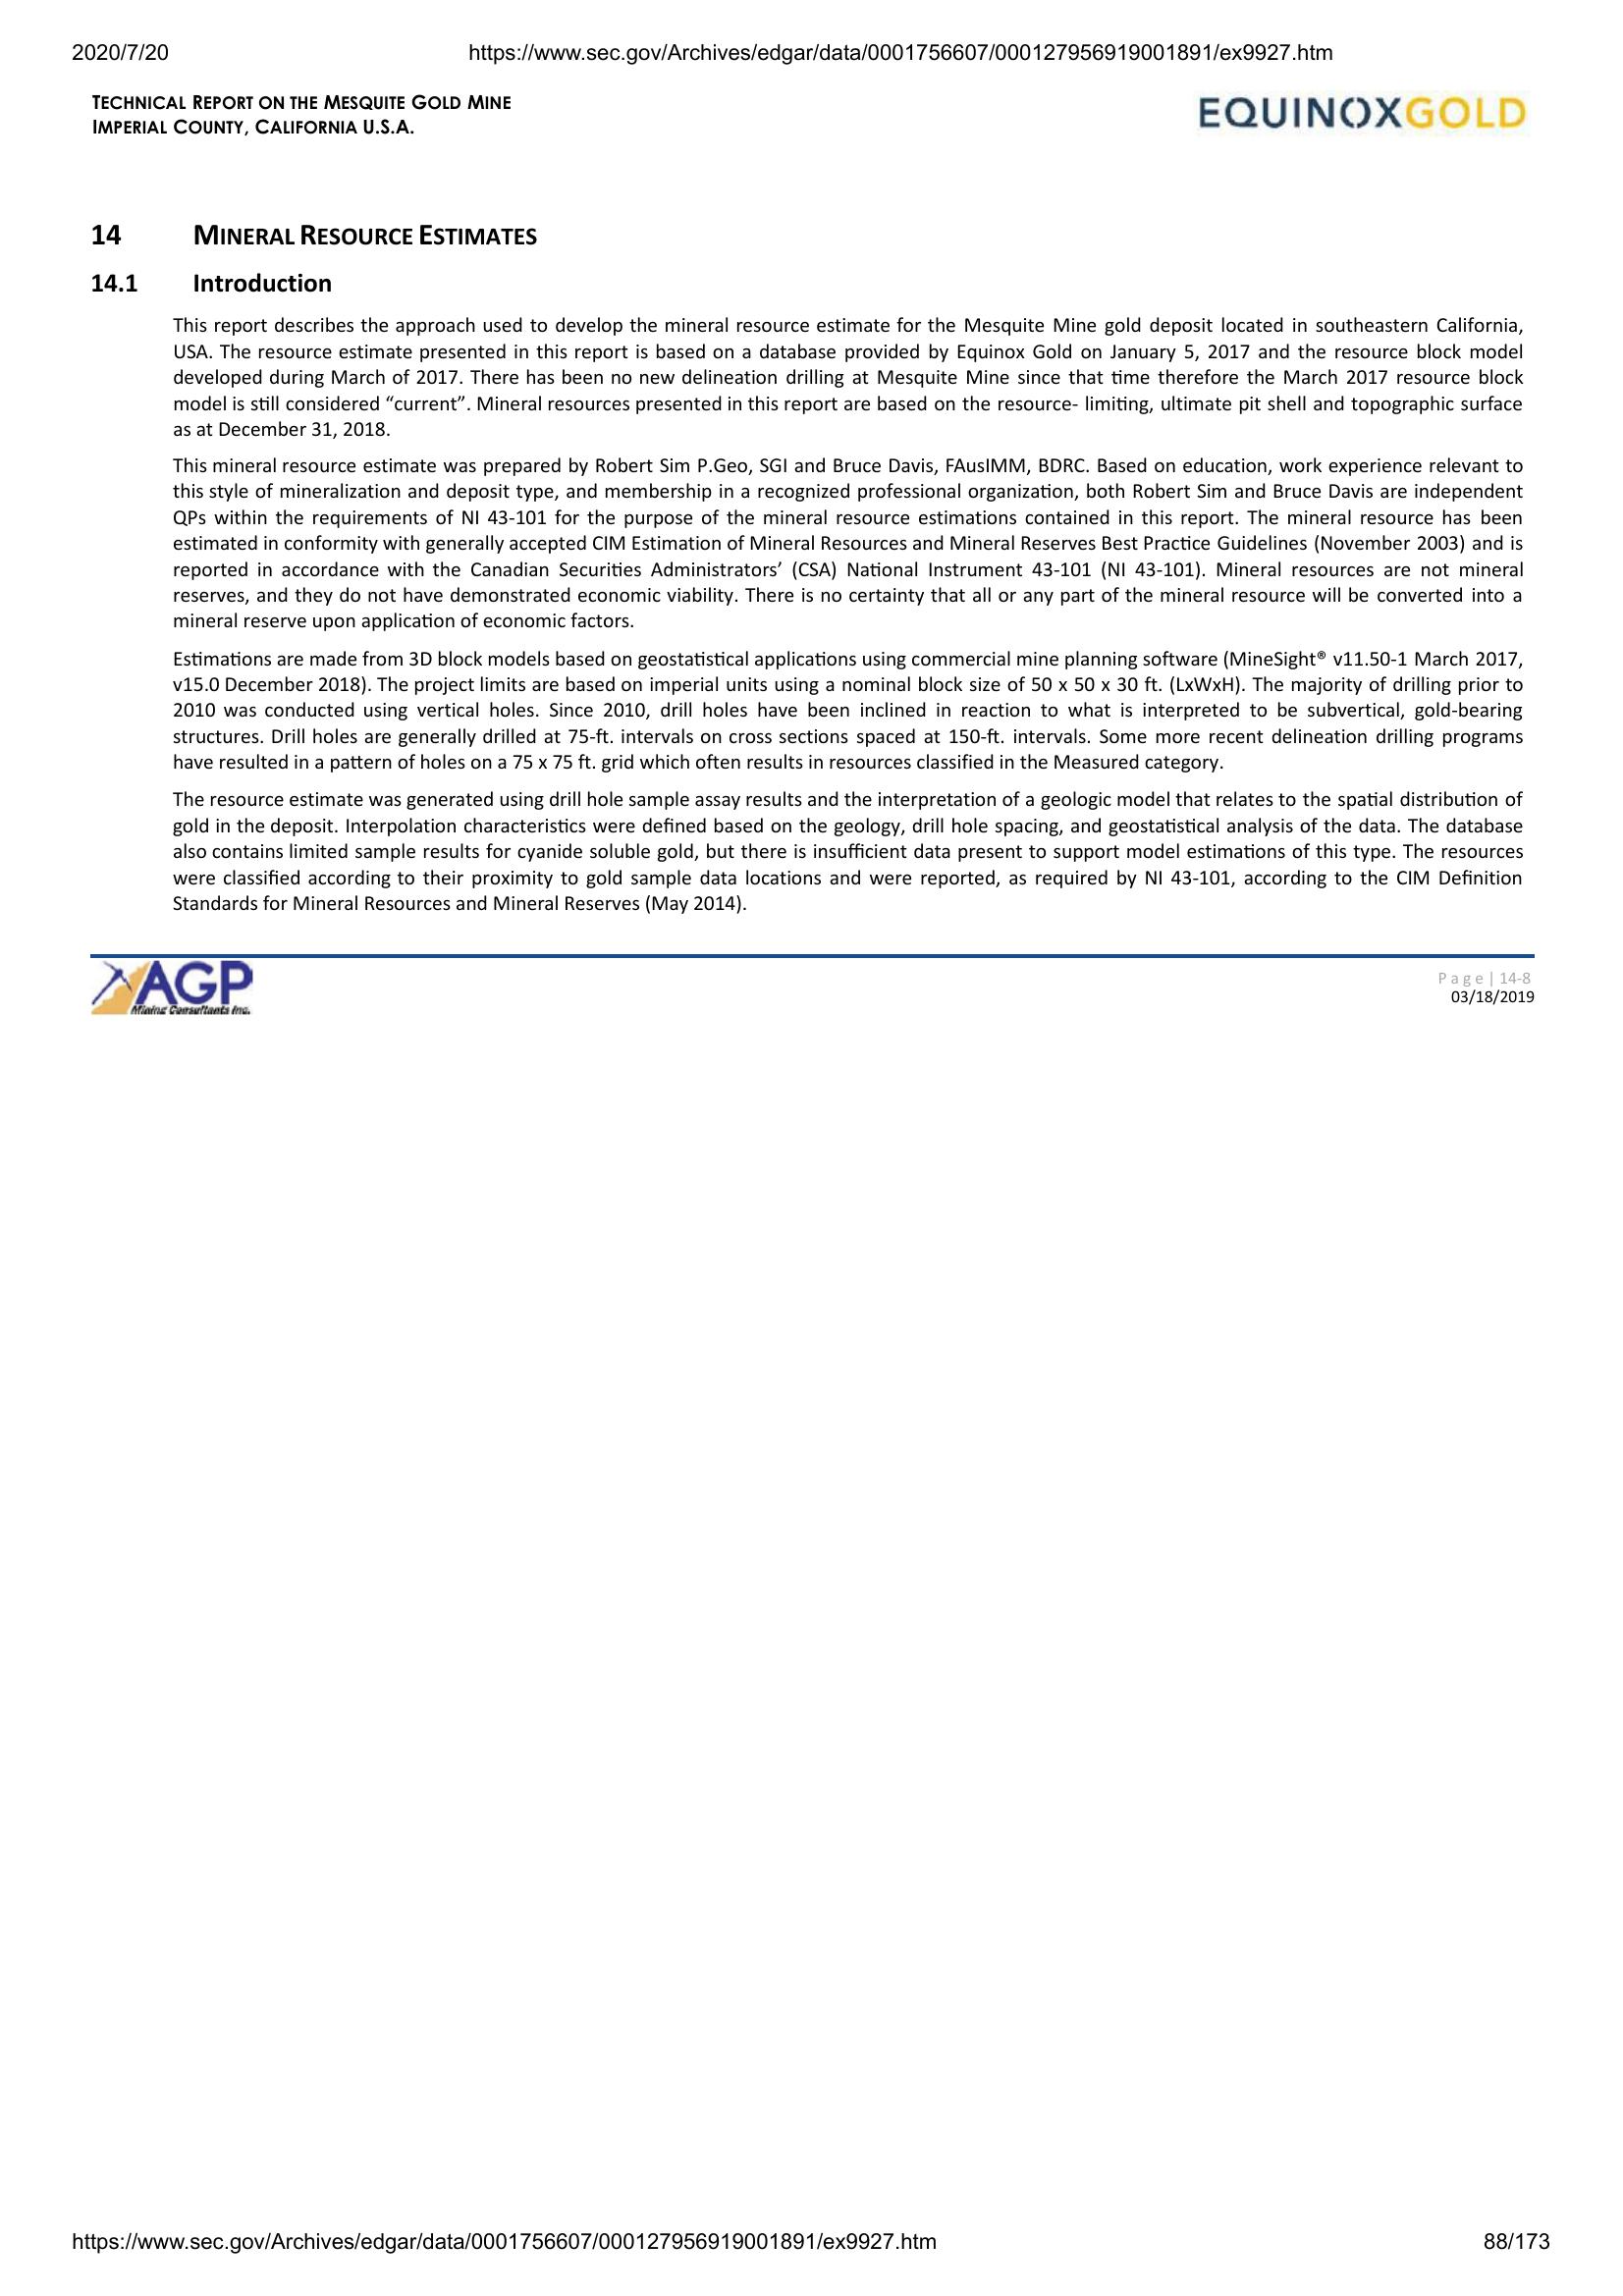 2020/7/20 https://www.sec.gov/Archives/edgar/data/0001756607/000127956919001891/ex9927.htm
TECHNICAL REPORT ON THE MESQUITE GOLD MINE
IMPERIAL COUNTY, CALIFORNIA U.S.A.
EQUINOXGOLD
14 MINERAL RESOURCE ESTIMATES
14.1 Introduction
This report describes the approach used to develop the mineral resource estimate for the Mesquite Mine gold deposit located in southeastern California,
USA. The resource estimate presented in this report is based on a database provided by Equinox Gold on January 5, 2017 and the resource block model
developed during March of 2017. There has been no new delineation drilling at Mesquite Mine since that time therefore the March 2017 resource block
model is still considered “current”. Mineral resources presented in this report are based on the resource- limiting, ultimate pit shell and topographic surface
as at December 31, 2018.
This mineral resource estimate was prepared by Robert Sim P.Geo, SGI and Bruce Davis, FAusIMM, BDRC. Based on education, work experience relevant to
this style of mineralization and deposit type, and membership in a recognized professional organization, both Robert Sim and Bruce Davis are independent
QPs within the requirements of NI 43-101 for the purpose of the mineral resource estimations contained in this report. The mineral resource has been
estimated in conformity with generally accepted CIM Estimation of Mineral Resources and Mineral Reserves Best Practice Guidelines (November 2003) and is
reported in accordance with the Canadian Securities Administrators’ (CSA) National Instrument 43-101 (NI 43-101). Mineral resources are not mineral
reserves, and they do not have demonstrated economic viability. There is no certainty that all or any part of the mineral resource will be converted into a
mineral reserve upon application of economic factors.
Estimations are made from 3D block models based on geostatistical applications using commercial mine planning software (MineSight® v11.50-1 March 2017,
v15.0 December 2018). The project limits are based on imperial units using a nominal block size of 50 x 50 x 30 ft. (LxWxH). The majority of drilling prior to
2010 was conducted using vertical holes. Since 2010, drill holes have been inclined in reaction to what is interpreted to be subvertical, gold-bearing
structures. Drill holes are generally drilled at 75-ft. intervals on cross sections spaced at 150-ft. intervals. Some more recent delineation drilling programs
have resulted in a pattern of holes on a 75 x 75 ft. grid which often results in resources classified in the Measured category.
The resource estimate was generated using drill hole sample assay results and the interpretation of a geologic model that relates to the spatial distribution of
gold in the deposit. Interpolation characteristics were defined based on the geology, drill hole spacing, and geostatistical analysis of the data. The database
also contains limited sample results for cyanide soluble gold, but there is insufficient data present to support model estimations of this type. The resources
were classified according to their proximity to gold sample data locations and were reported, as required by NI 43-101, according to the CIM Definition
Standards for Mineral Resources and Mineral Reserves (May 2014).
AGP
Mining Consultants Inc.
P a g e | 14-8
03/18/2019
https://www.sec.gov/Archives/edgar/data/0001756607/000127956919001891/ex9927.htm 88/173